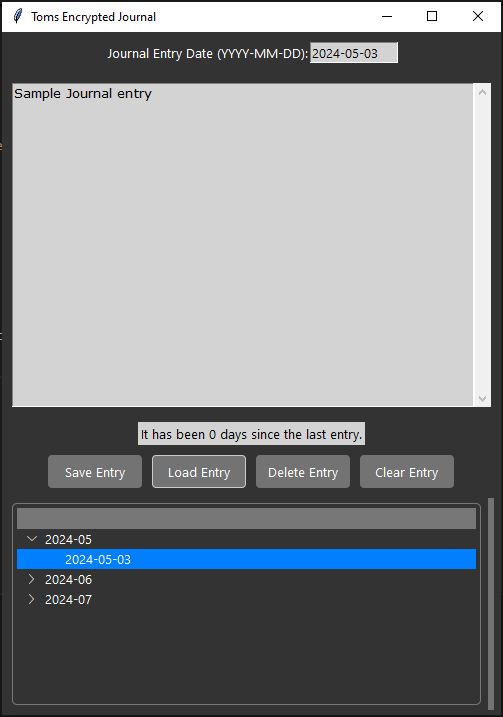 Toms Encrypted Journal
Journal Entry Date (YYYY-MM-DD): 2024-05-03
Sample Journal entry
It has been 0 days since the last entry.
Save Entry Load Entry Delete Entry Clear Entry
2024-05
2024-05-03
2024-06
2024-07